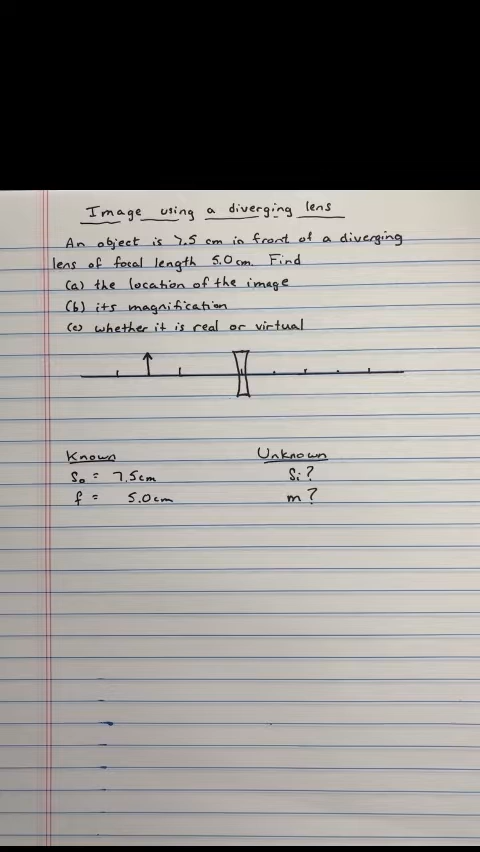 Image using a diverging lens
An object is 7.5 cm in front of a diverging
lens of focal length 5.0cm. Find
(a) the location of the image
(b) its magnification
(c) whether it is real or virtual
Known Unknown
So = 7.5cm Si?
f = 5.0cm m?